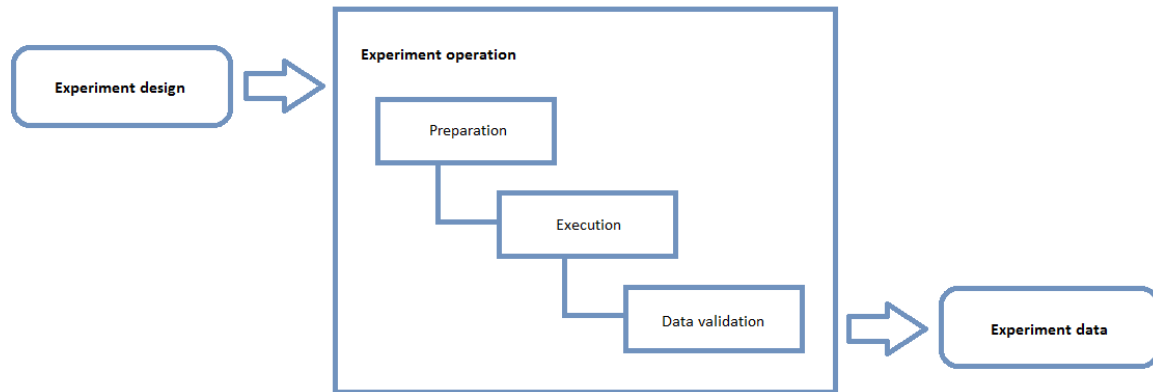 Experiment design
Experiment operation
Preparation
Execution
Data validation
Experiment data